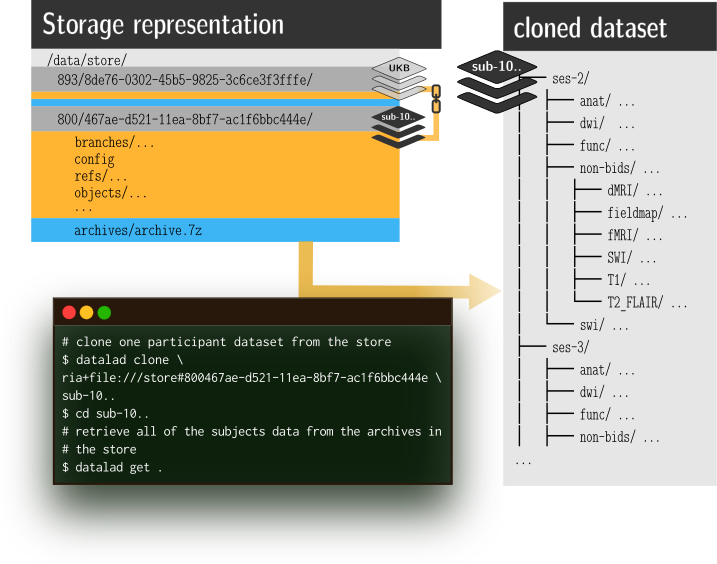 Storage representation
/data/store/
893/8de76-0302-45b5-9825-3c6ce3f3fffe/
UKB
800/467ae-d521-11ea-8bf7-ac1f6bbc444e/
sub-10..
branches/...
config
refs/...
objects/...
...
archives/archive.7z
# clone one participant dataset from the store
$ datalad clone \
ria+file:///store#800467ae-d521-11ea-8bf7-ac1f6bbc444e \
sub-10..
$ cd sub-10..
# retrieve all of the subjects data from the archives in
# the store
$ datalad get .
cloned dataset
sub-10..
ses-2/
anat/ ...
dwi/ ...
func/ ...
non-bids/ ...
dMRI/ ...
fieldmap/ ...
fMRI/ ...
SWI/ ...
T1/ ...
T2_FLAIR/ ...
swi/ ...
ses-3/
anat/ ...
dwi/ ...
func/ ...
non-bids/ ...
...